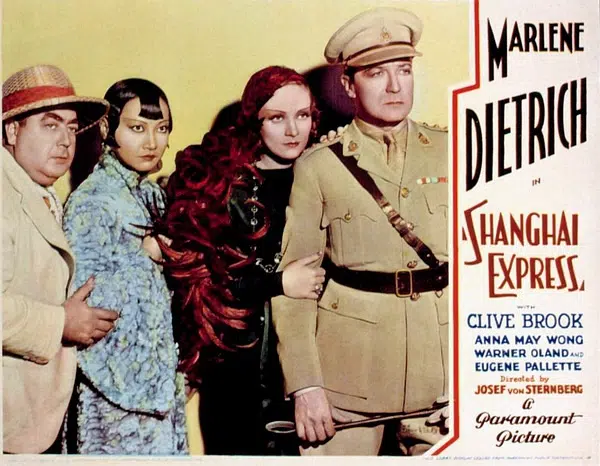 MARLENE
DIETRICH
IN
SHANGHAI
EXPRESS
WITH
CLIVE BROOK
ANNA MAY WONG
WARNER OLAND AND
EUGENE PALLETTE
Directed by
JOSEF VON STERNBERG
A
Paramount
Picture